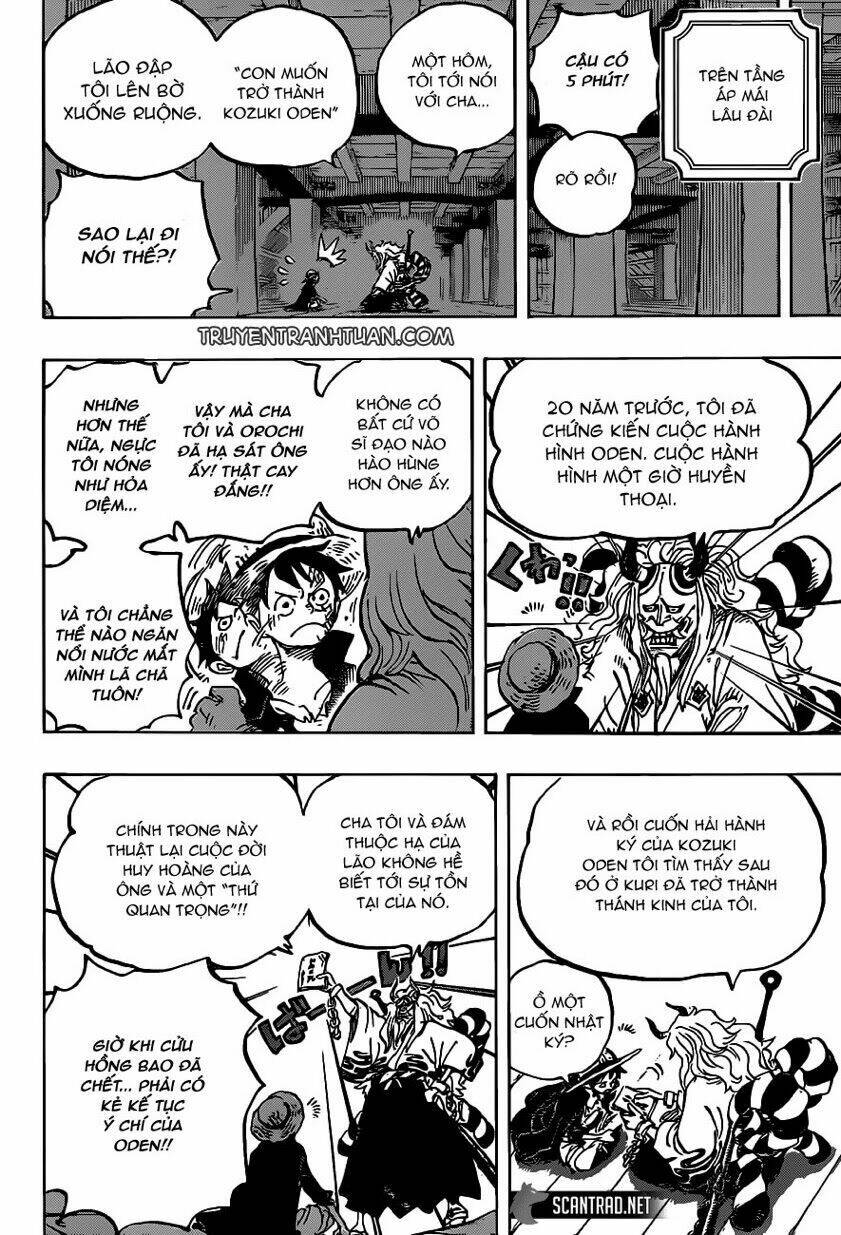 TRÊN TẦNG
ÁP MÁI
LÂU ĐÀI
CẬU CÓ
5 PHÚT!
RÕ RỒI!
MỘT HÔM,
TÔI TỚI NÓI
VỚI CHA...
"CON MUỐN
TRỞ THÀNH
KOZUKI ODEN"
LÃO ĐẬP
TÔI LÊN BỜ
XUỐNG RUỘNG.
SAO LẠI ĐI
NÓI THẾ?!
TRUYENTRANHTUAN.COM
20 NĂM TRƯỚC, TÔI ĐÃ
CHỨNG KIẾN CUỘC HÀNH
HÌNH ODEN. CUỘC HÀNH
HÌNH MỘT GIỜ HUYỀN
THOẠI.
くわっ!!
KHÔNG CÓ
BẤT CỨ VÕ
SĨ ĐẠO NÀO
HÀO HÙNG
HƠN ÔNG ẤY.
VẬY MÀ CHA
TÔI VÀ OROCHI
ĐÃ HẠ SÁT ÔNG
ẤY! THẬT CAY
ĐẮNG!!
NHƯNG
HƠN THẾ
NỮA, NGỰC
TÔI NÓNG
NHƯ HỎA
DIỆM...
VÀ TÔI CHẲNG
THỂ NÀO NGĂN
NỔI NƯỚC MẮT
MÌNH LÃ CHÃ
TUÔN!
VÀ RỒI CUỐN HẢI HÀNH
KÝ CỦA KOZUKI
ODEN TÔI TÌM THẤY SAU
ĐÓ Ở KURI ĐÃ TRỞ THÀNH
THÁNH KINH CỦA TÔI.
Ồ MỘT
CUỐN NHẬT
KÝ?
CHA TÔI VÀ ĐÁM
THUỘC HẠ CỦA
LÃO KHÔNG HỀ
BIẾT TỚI SỰ TỒN
TẠI CỦA NÓ.
CHÍNH TRONG NÀY
THUẬT LẠI CUỘC ĐỜI
HUY HOÀNG CỦA
ÔNG VÀ MỘT "THỨ
QUAN TRỌNG"!!
GIỜ KHI CỬU
HỒNG BAO ĐÃ
CHẾT... PHẢI CÓ
KẺ KẾ TỤC
Ý CHÍ CỦA
ODEN!!
SCANTRAD.NET